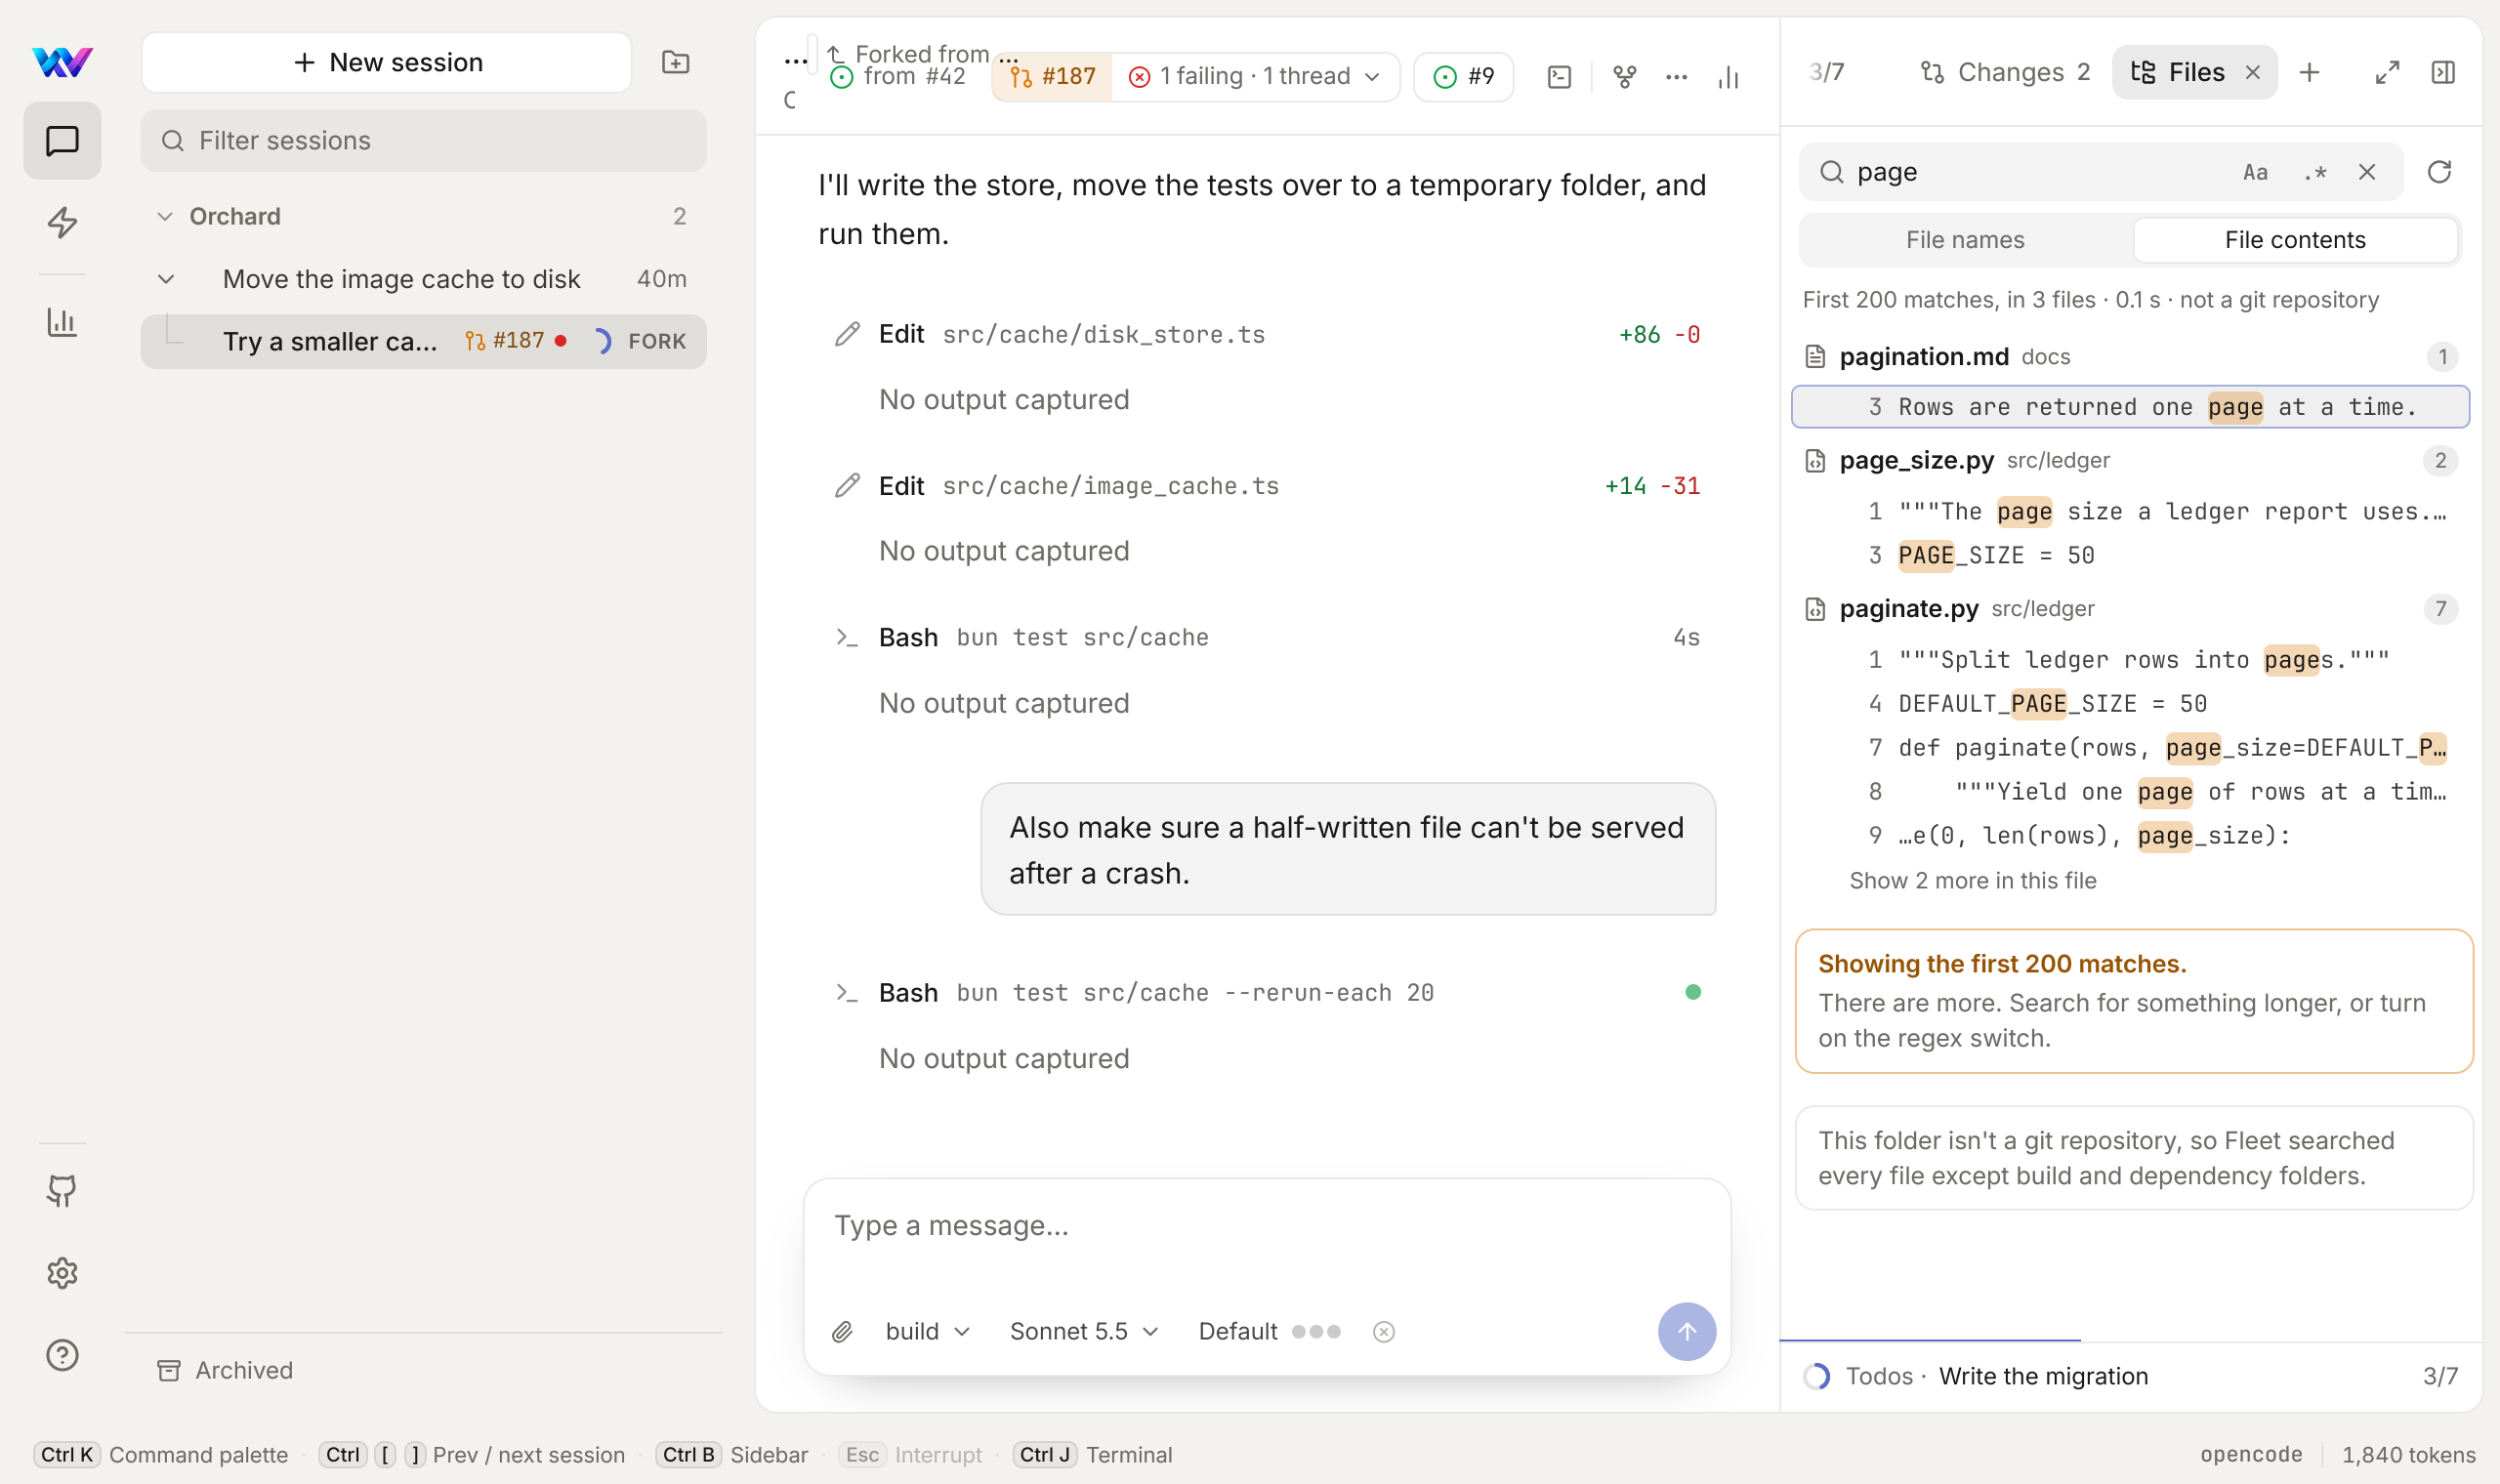 New session
Filter sessions
Orchard 2
Move the image cache to disk 40m
Try a smaller ca... #187 FORK
Archived
...
Forked from ...
from #42
#187 1 failing · 1 thread
#9
I'll write the store, move the tests over to a temporary folder, and
run them.
Edit src/cache/disk_store.ts +86 -0
No output captured
Edit src/cache/image_cache.ts +14 -31
No output captured
Bash bun test src/cache 4s
No output captured
Also make sure a half-written file can't be served
after a crash.
Bash bun test src/cache --rerun-each 20
No output captured
Type a message...
build Sonnet 5.5 Default
3/7 Changes 2 Files
page Aa .*
File names File contents
First 200 matches, in 3 files · 0.1 s · not a git repository
pagination.md docs 1
3 Rows are returned one page at a time.
page_size.py src/ledger 2
1 """The page size a ledger report uses.…
3 PAGE_SIZE = 50
paginate.py src/ledger 7
1 """Split ledger rows into pages."""
4 DEFAULT_PAGE_SIZE = 50
7 def paginate(rows, page_size=DEFAULT_P…
8 """Yield one page of rows at a tim…
9 …e(0, len(rows), page_size):
Show 2 more in this file
Showing the first 200 matches.
There are more. Search for something longer, or turn
on the regex switch.
This folder isn't a git repository, so Fleet searched
every file except build and dependency folders.
Todos · Write the migration 3/7
Ctrl K Command palette · Ctrl [ ] Prev / next session · Ctrl B Sidebar · Esc Interrupt · Ctrl J Terminal
opencode 1,840 tokens